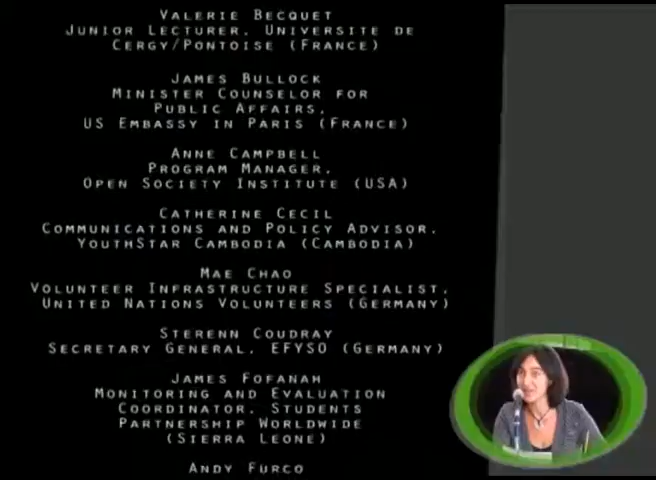 VALERIE BECQUET
JUNIOR LECTURER, UNIVERSITE DE
CERGY/PONTOISE (FRANCE)
JAMES BULLOCK
MINISTER COUNSELOR FOR
PUBLIC AFFAIRS,
US EMBASSY IN PARIS (FRANCE)
ANNE CAMPBELL
PROGRAM MANAGER,
OPEN SOCIETY INSTITUTE (USA)
CATHERINE CECIL
COMMUNICATIONS AND POLICY ADVISOR,
YOUTHSTAR CAMBODIA (CAMBODIA)
MAE CHAO
VOLUNTEER INFRASTRUCTURE SPECIALIST,
UNITED NATIONS VOLUNTEERS (GERMANY)
STERENN COUDRAY
SECRETARY GENERAL, EFYSO (GERMANY)
JAMES FOFANAH
MONITORING AND EVALUATION
COORDINATOR, STUDENTS
PARTNERSHIP WORLDWIDE
(SIERRA LEONE)
ANDY FURCO